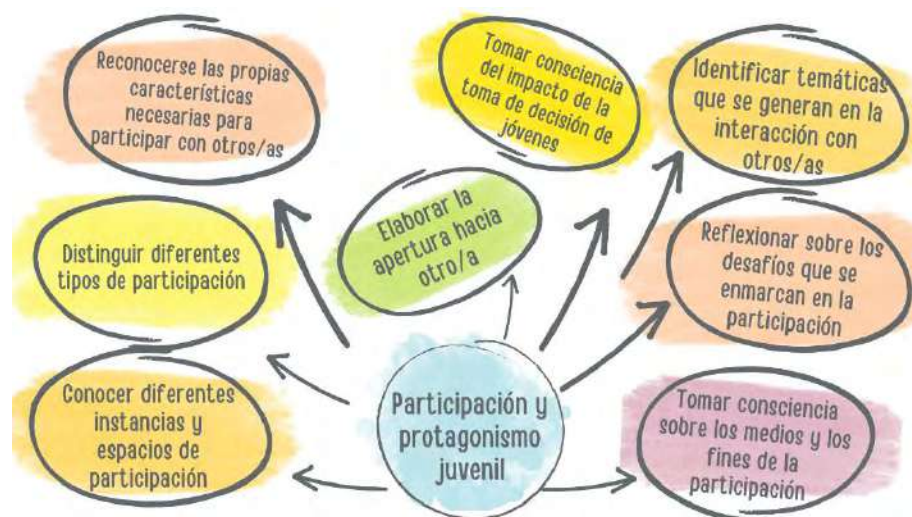 Reconocerse las propias
características
necesarias para
participar con otros/as
Tomar consciencia
del impacto de la
toma de decisión de
jóvenes
Identificar temáticas
que se generan en la
interacción con
otros/as
Distinguir diferentes
tipos de participación
Elaborar la
apertura hacia
otro/a
Reflexionar sobre los
desafíos que se
enmarcan en la
participación
Conocer diferentes
instancias y
espacios de
participación
Participación y
protagonismo
juvenil
Tomar consciencia
sobre los medios y los
fines de la
participación